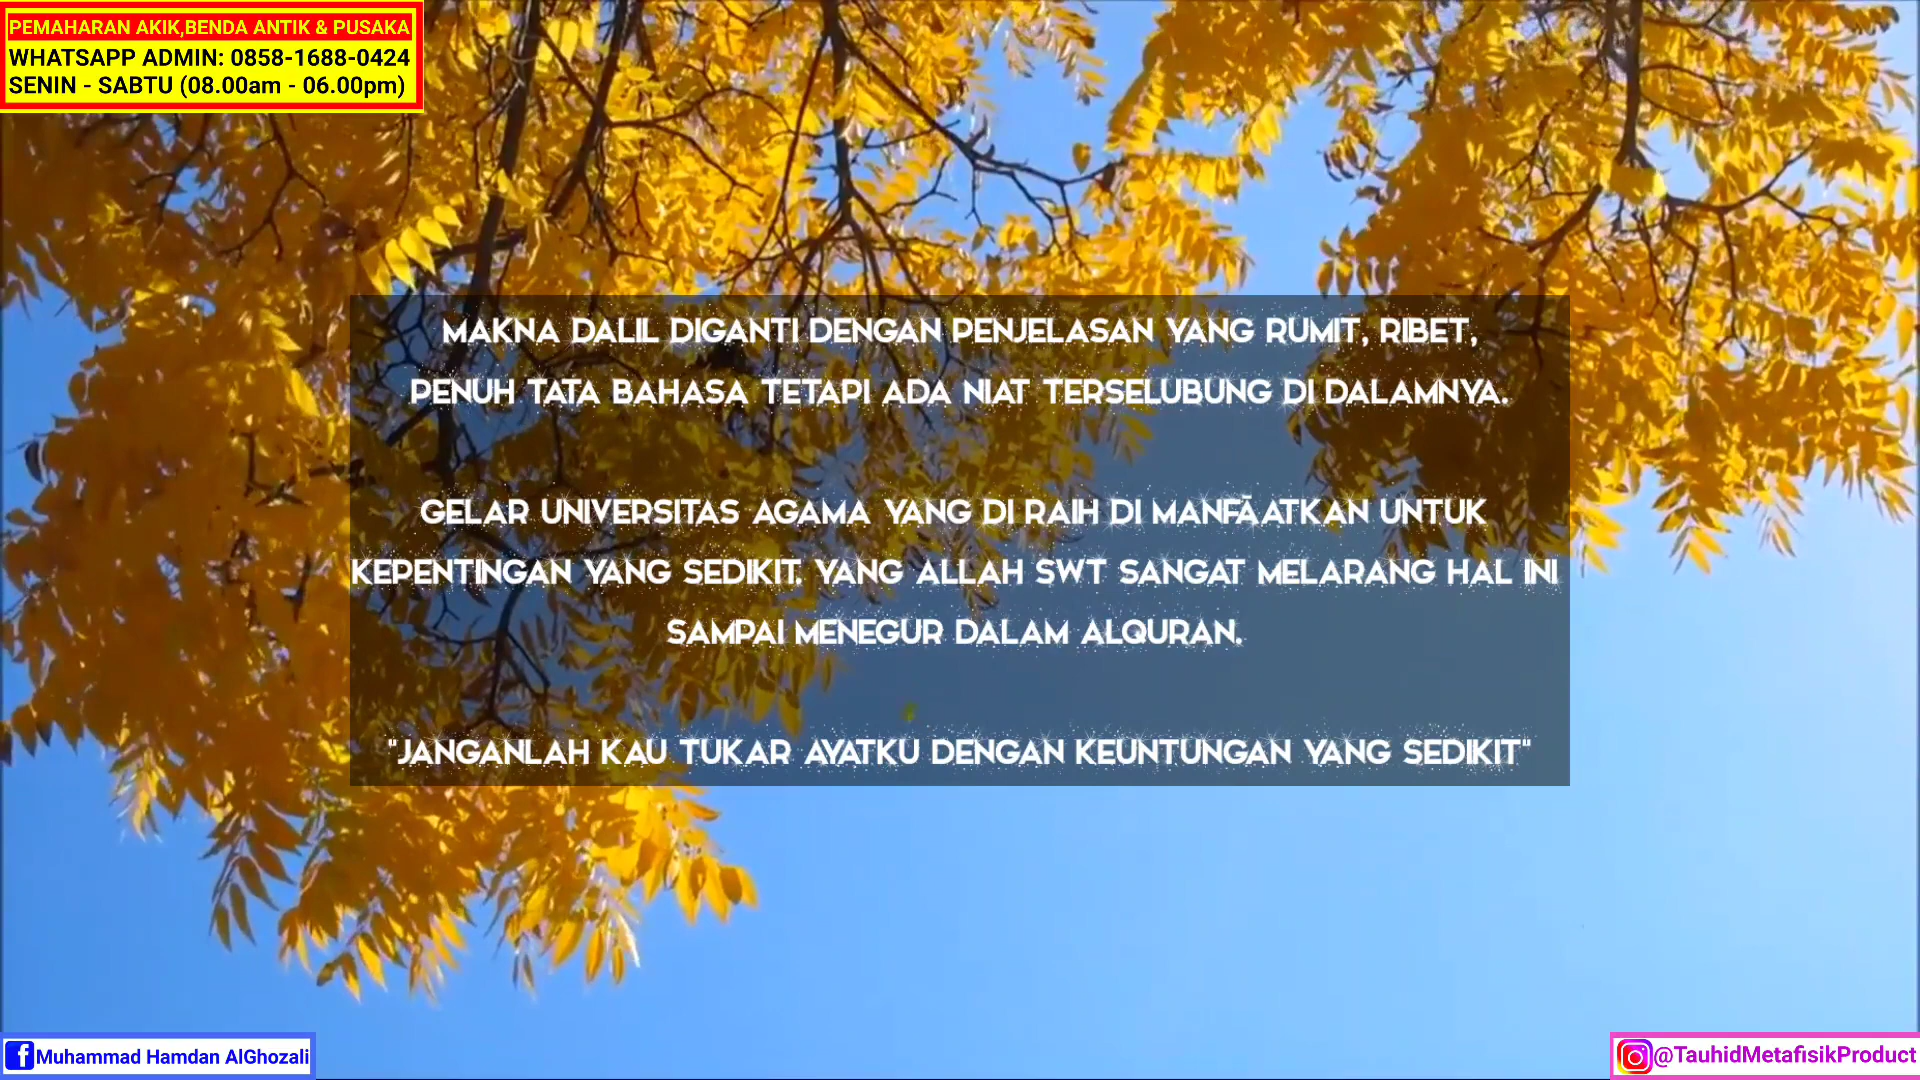 PEMAHARAN AKIK,BENDA ANTIK & PUSAKA
WHATSAPP ADMIN: 0858-1688-0424
SENIN - SABTU (08.00am - 06.00pm)
MAKNA DALIL DIGANTI DENGAN PENJELASAN YANG RUMIT, RIBET,
PENUH TATA BAHASA TETAPI ADA NIAT TERSELUBUNG DI DALAMNYA.
GELAR UNIVERSITAS AGAMA YANG DI RAIH DI MANFĀATKAN UNTUK
KEPENTINGAN YANG SEDIKIT. YANG ALLAH SWT SANGAT MELARANG HAL INI
SAMPAI MENEGUR DALAM ALQURAN.
"JANGANLAH KAU TUKAR AYATKU DENGAN KEUNTUNGAN YANG SEDIKIT"
Muhammad Hamdan AlGhozali
@TauhidMetafisikProduct